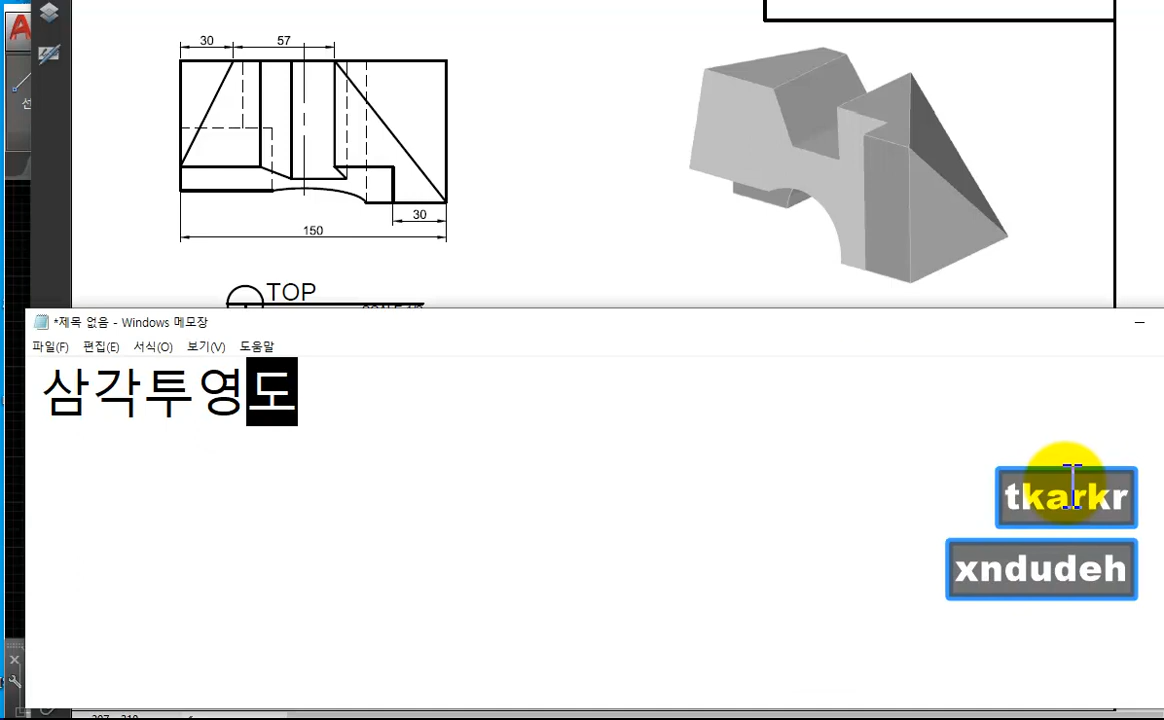 30 57
선
30
150
TOP
*제목 없음 - Windows 메모장
파일(F) 편집(E) 서식(O) 보기(V) 도움말
삼각투영도
tkarkr
xndudeh